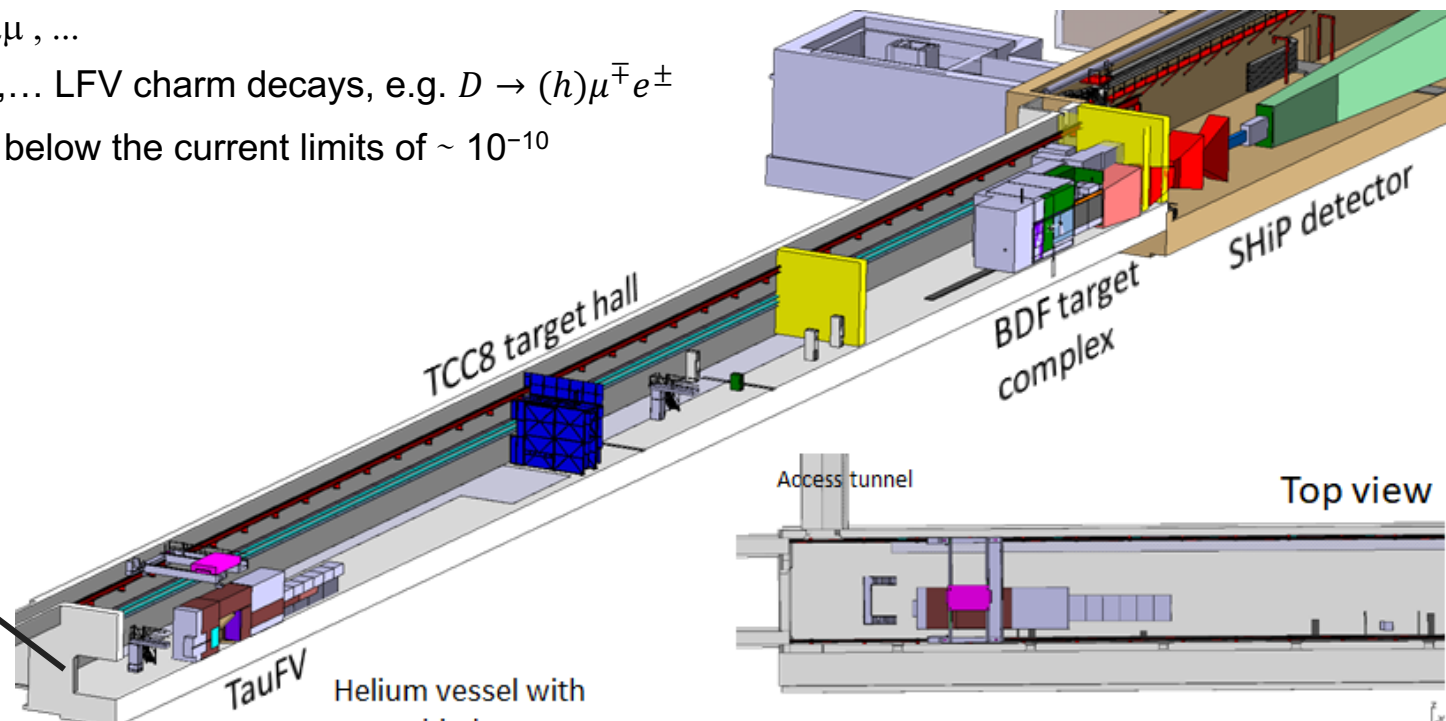 μ , ...
,… LFV charm decays, e.g. D → (h)μ∓e±
below the current limits of ~ 10⁻¹⁰
TCC8 target hall
SHiP detector
BDF target
complex
Access tunnel
Top view
TauFV
Helium vessel with